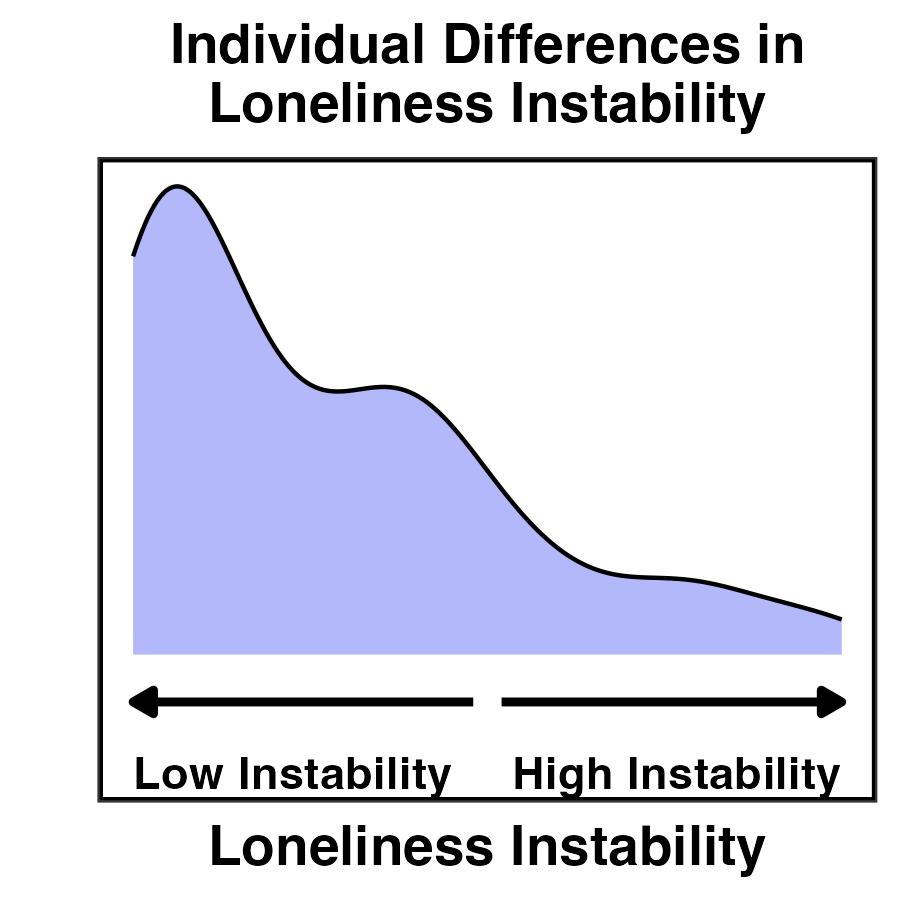 Individual Differences in
Loneliness Instability
Low Instability
High Instability
Loneliness Instability